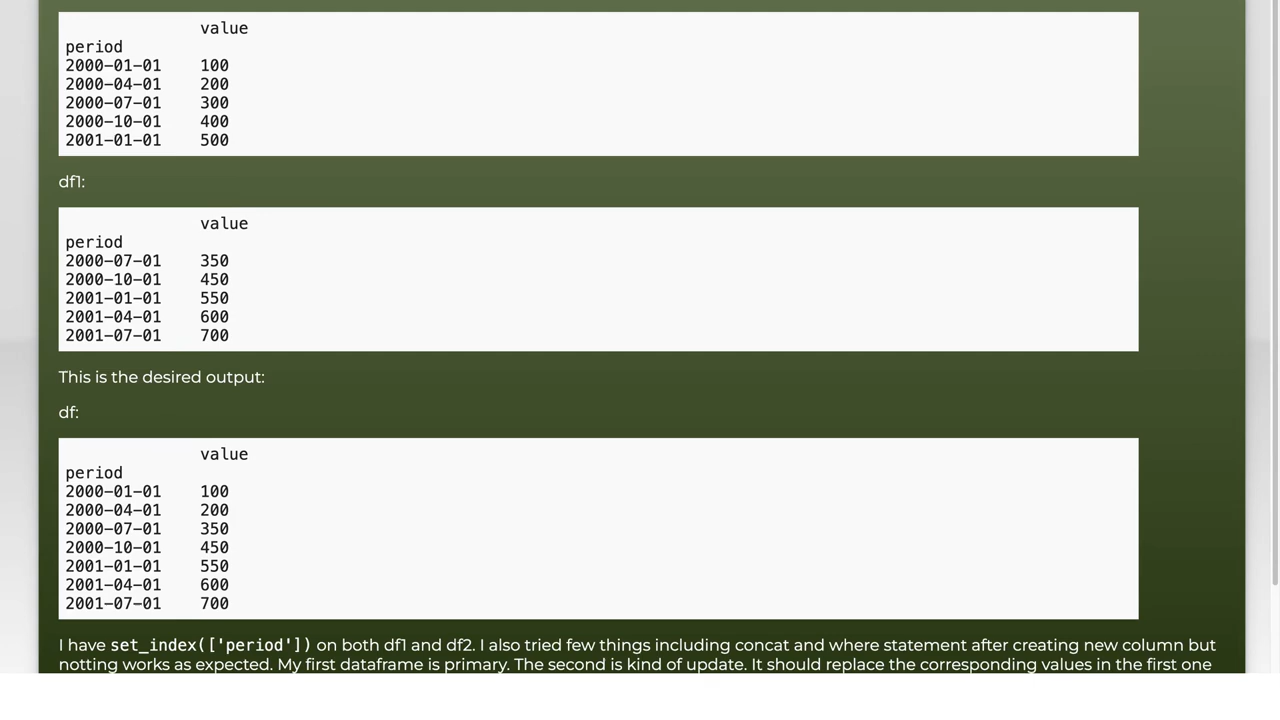 value
period
2000-01-01 100
2000-04-01 200
2000-07-01 300
2000-10-01 400
2001-01-01 500
df1:
value
period
2000-07-01 350
2000-10-01 450
2001-01-01 550
2001-04-01 600
2001-07-01 700
This is the desired output:
df:
value
period
2000-01-01 100
2000-04-01 200
2000-07-01 350
2000-10-01 450
2001-01-01 550
2001-04-01 600
2001-07-01 700
I have set_index(['period']) on both df1 and df2. I also tried few things including concat and where statement after creating new column but
notting works as expected. My first dataframe is primary. The second is kind of update. It should replace the corresponding values in the first one